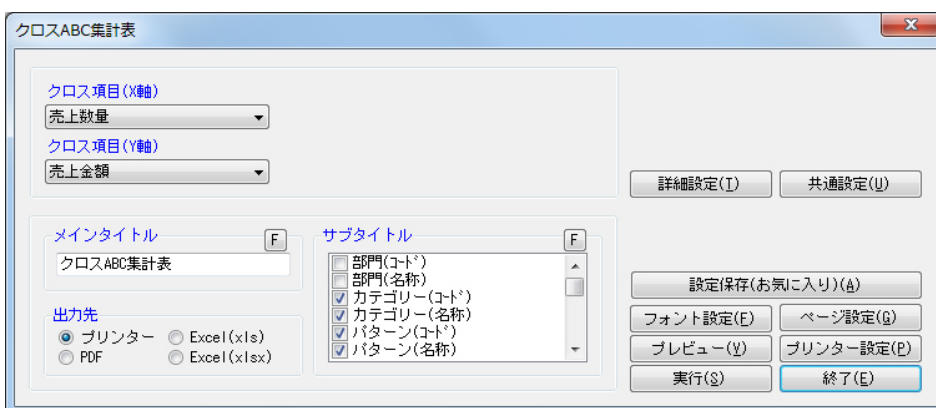 クロスABC集計表
クロス項目(X軸)
売上数量
クロス項目(Y軸)
売上金額
詳細設定(T)
共通設定(U)
メインタイトル
F
クロスABC集計表
サブタイトル
F
部門(ｺｰﾄﾞ)
部門(名称)
カテゴリー(ｺｰﾄﾞ)
カテゴリー(名称)
パターン(ｺｰﾄﾞ)
パターン(名称)
出力先
プリンター
Excel(xls)
PDF
Excel(xlsx)
設定保存(お気に入り)(A)
フォント設定(F)
ページ設定(G)
プレビュー(V)
プリンター設定(P)
実行(S)
終了(E)